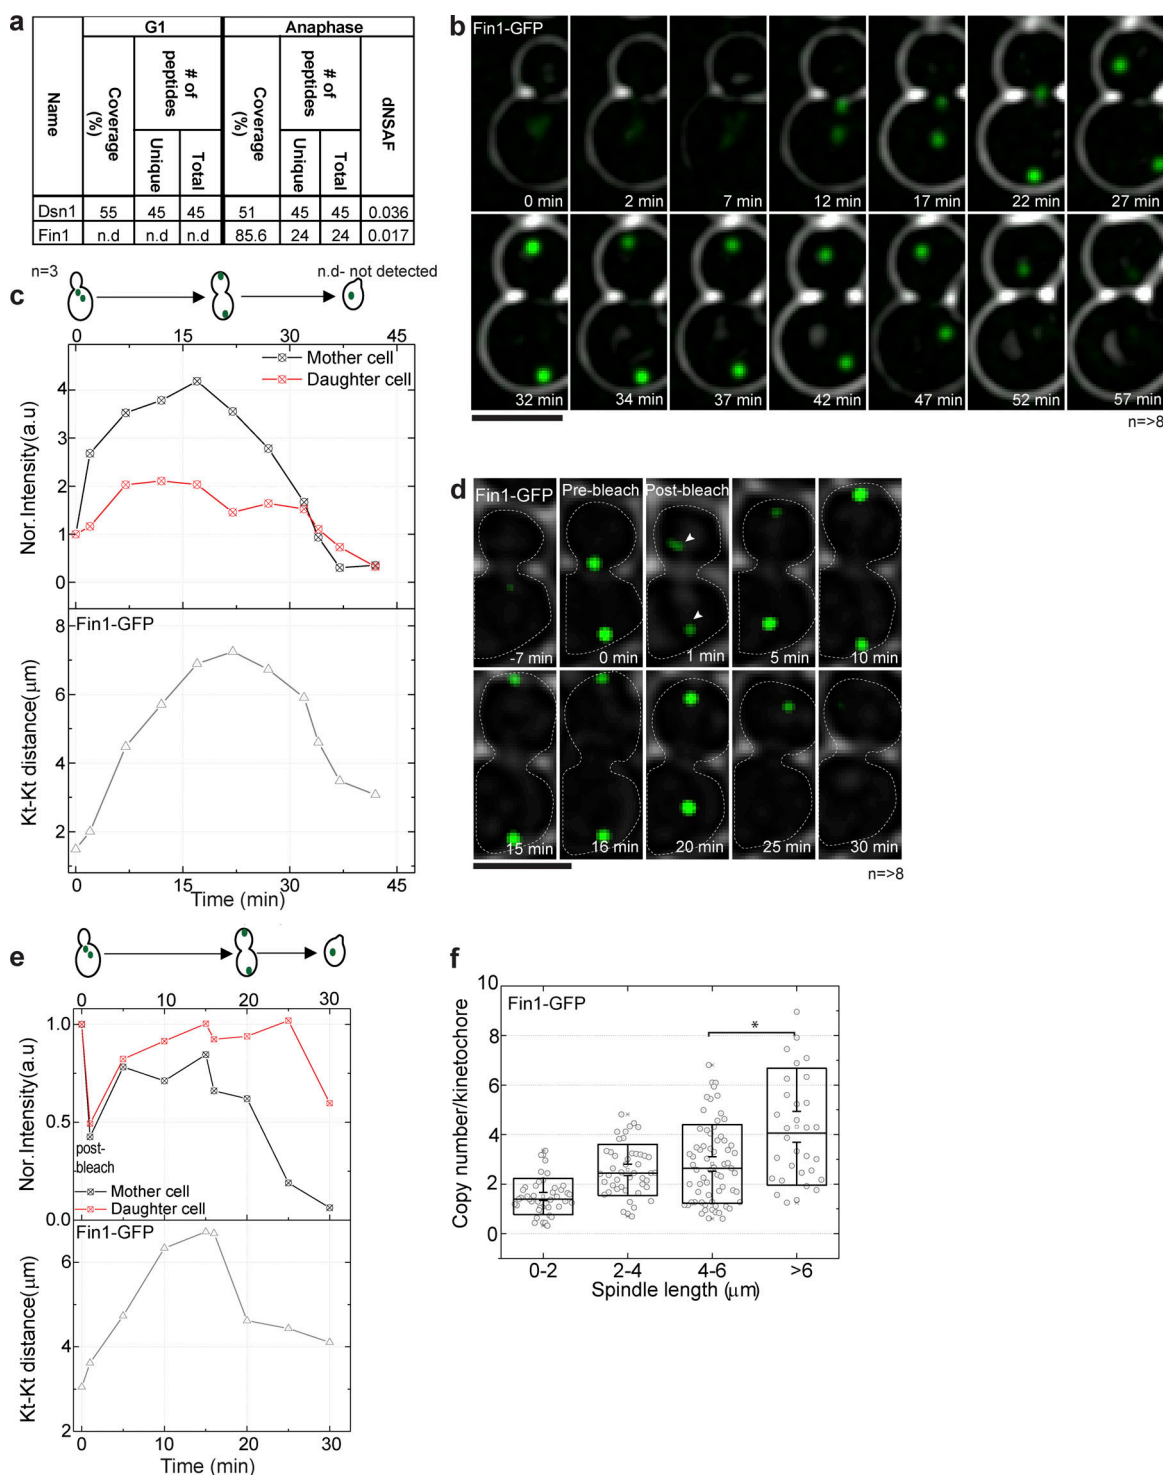 a
G1 Anaphase
Name
Coverage (%)
# of peptides
Unique
Total
Coverage (%)
# of peptides
Unique
Total
dNSAF
Dsn1 55 45 45 51 45 45 0.036
Fin1 n.d n.d n.d 85.6 24 24 0.017
n=3 n.d- not detected
b
Fin1-GFP
0 min 2 min 7 min 12 min 17 min 22 min 27 min
32 min 34 min 37 min 42 min 47 min 52 min 57 min
n=>8
c
0 15 30 45
Mother cell
Daughter cell
Nor.Intensity(a.u)
4
3
2
1
0
Fin1-GFP
Kt-Kt distance(μm)
8
6
4
2
0 15 30 45
Time (min)
d
Fin1-GFP Pre-bleach Post-bleach
-7 min 0 min 1 min 5 min 10 min
15 min 16 min 20 min 25 min 30 min
n=>8
e
0 10 20 30
Nor.Intensity(a.u)
1.0
0.5
0.0
post-
bleach
Mother cell
Daughter cell
Fin1-GFP
Kt-Kt distance(μm)
6
4
2
0 10 20 30
Time (min)
f
Fin1-GFP
*
Copy number/kinetochore
10
8
6
4
2
0
0-2 2-4 4-6 >6
Spindle length (μm)